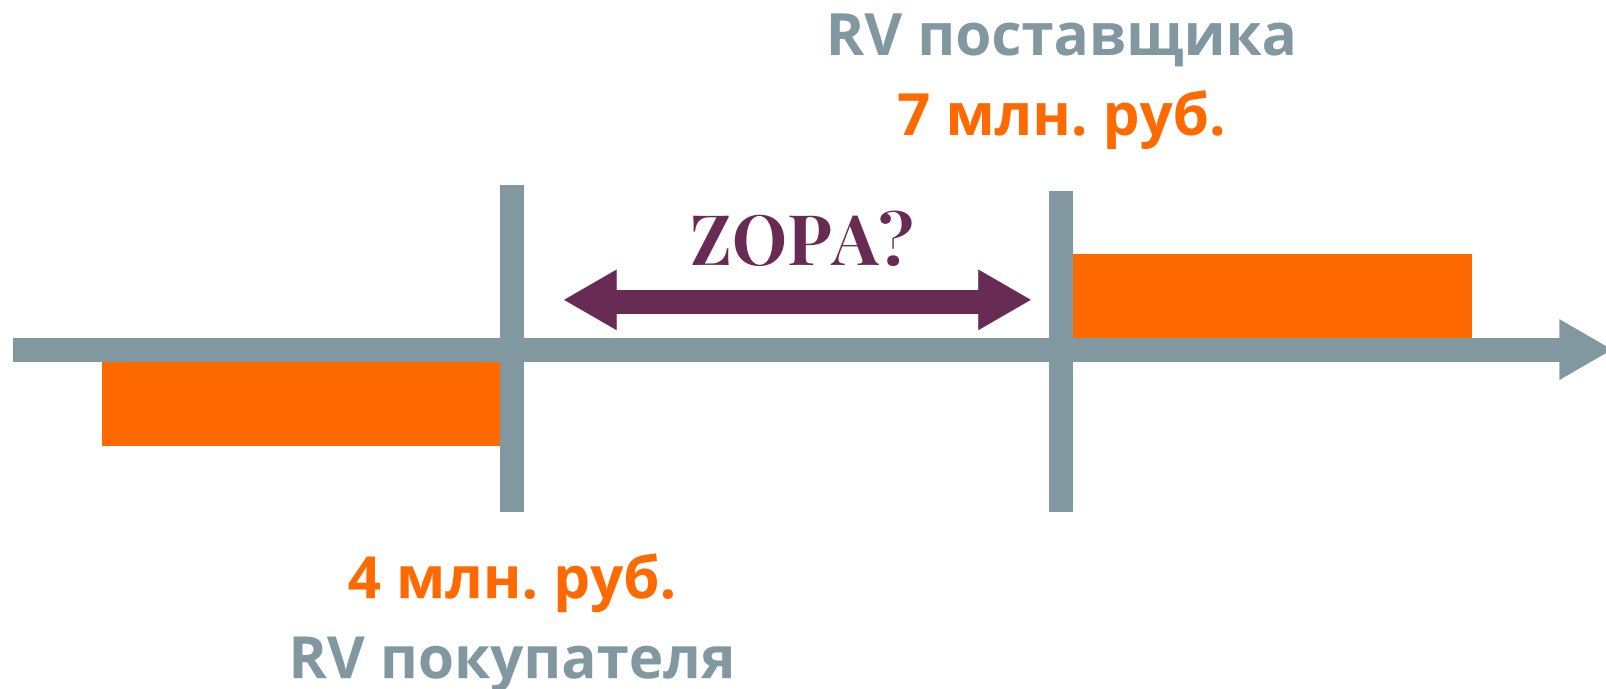 RV поставщика
7 млн. руб.
ZOPA?
4 млн. руб.
RV покупателя